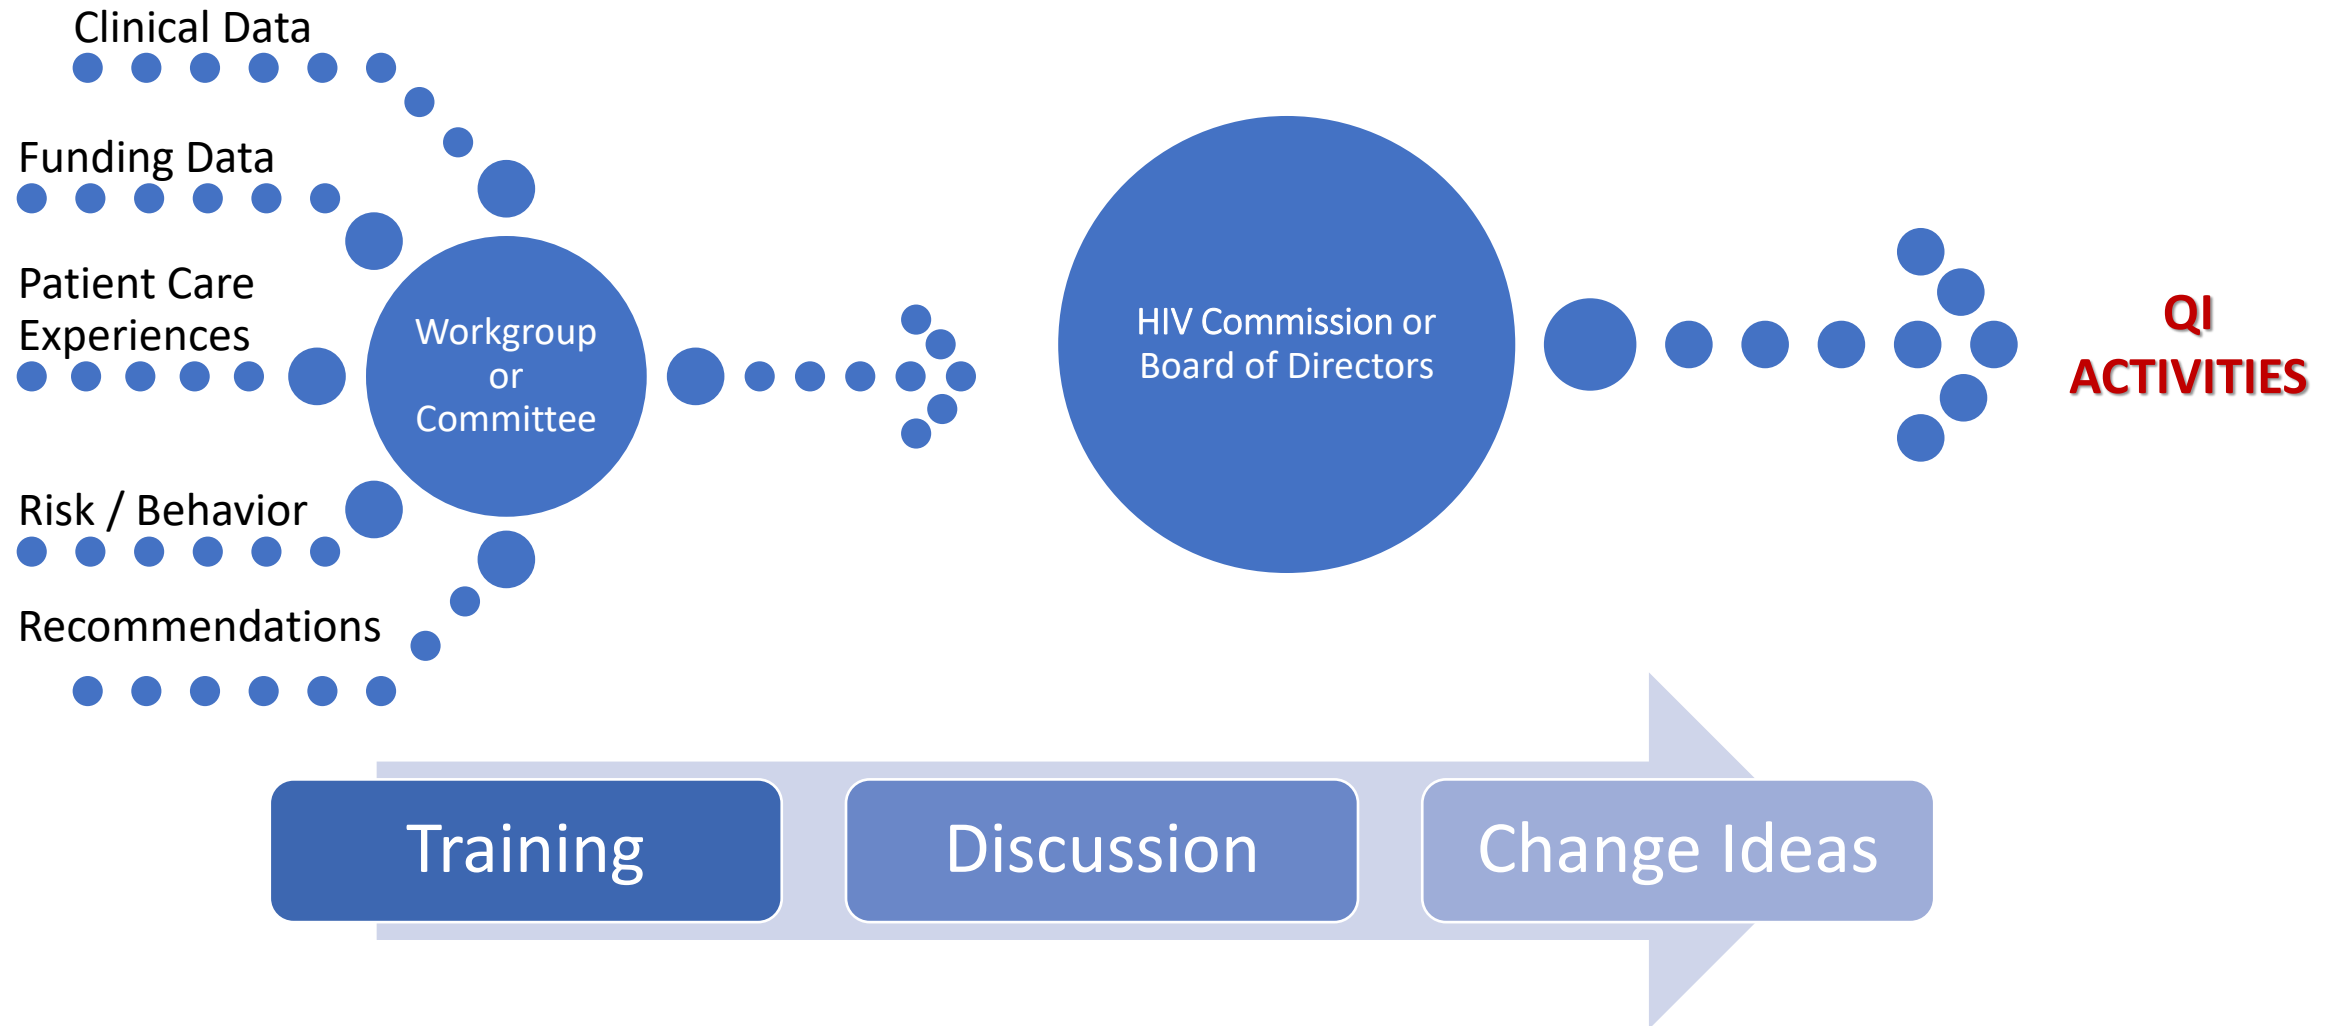 Clinical Data
Funding Data
Patient Care
Experiences
Risk / Behavior
Recommendations
Workgroup
or
Committee
HIV Commission or
Board of Directors
QI
ACTIVITIES
Training
Discussion
Change Ideas